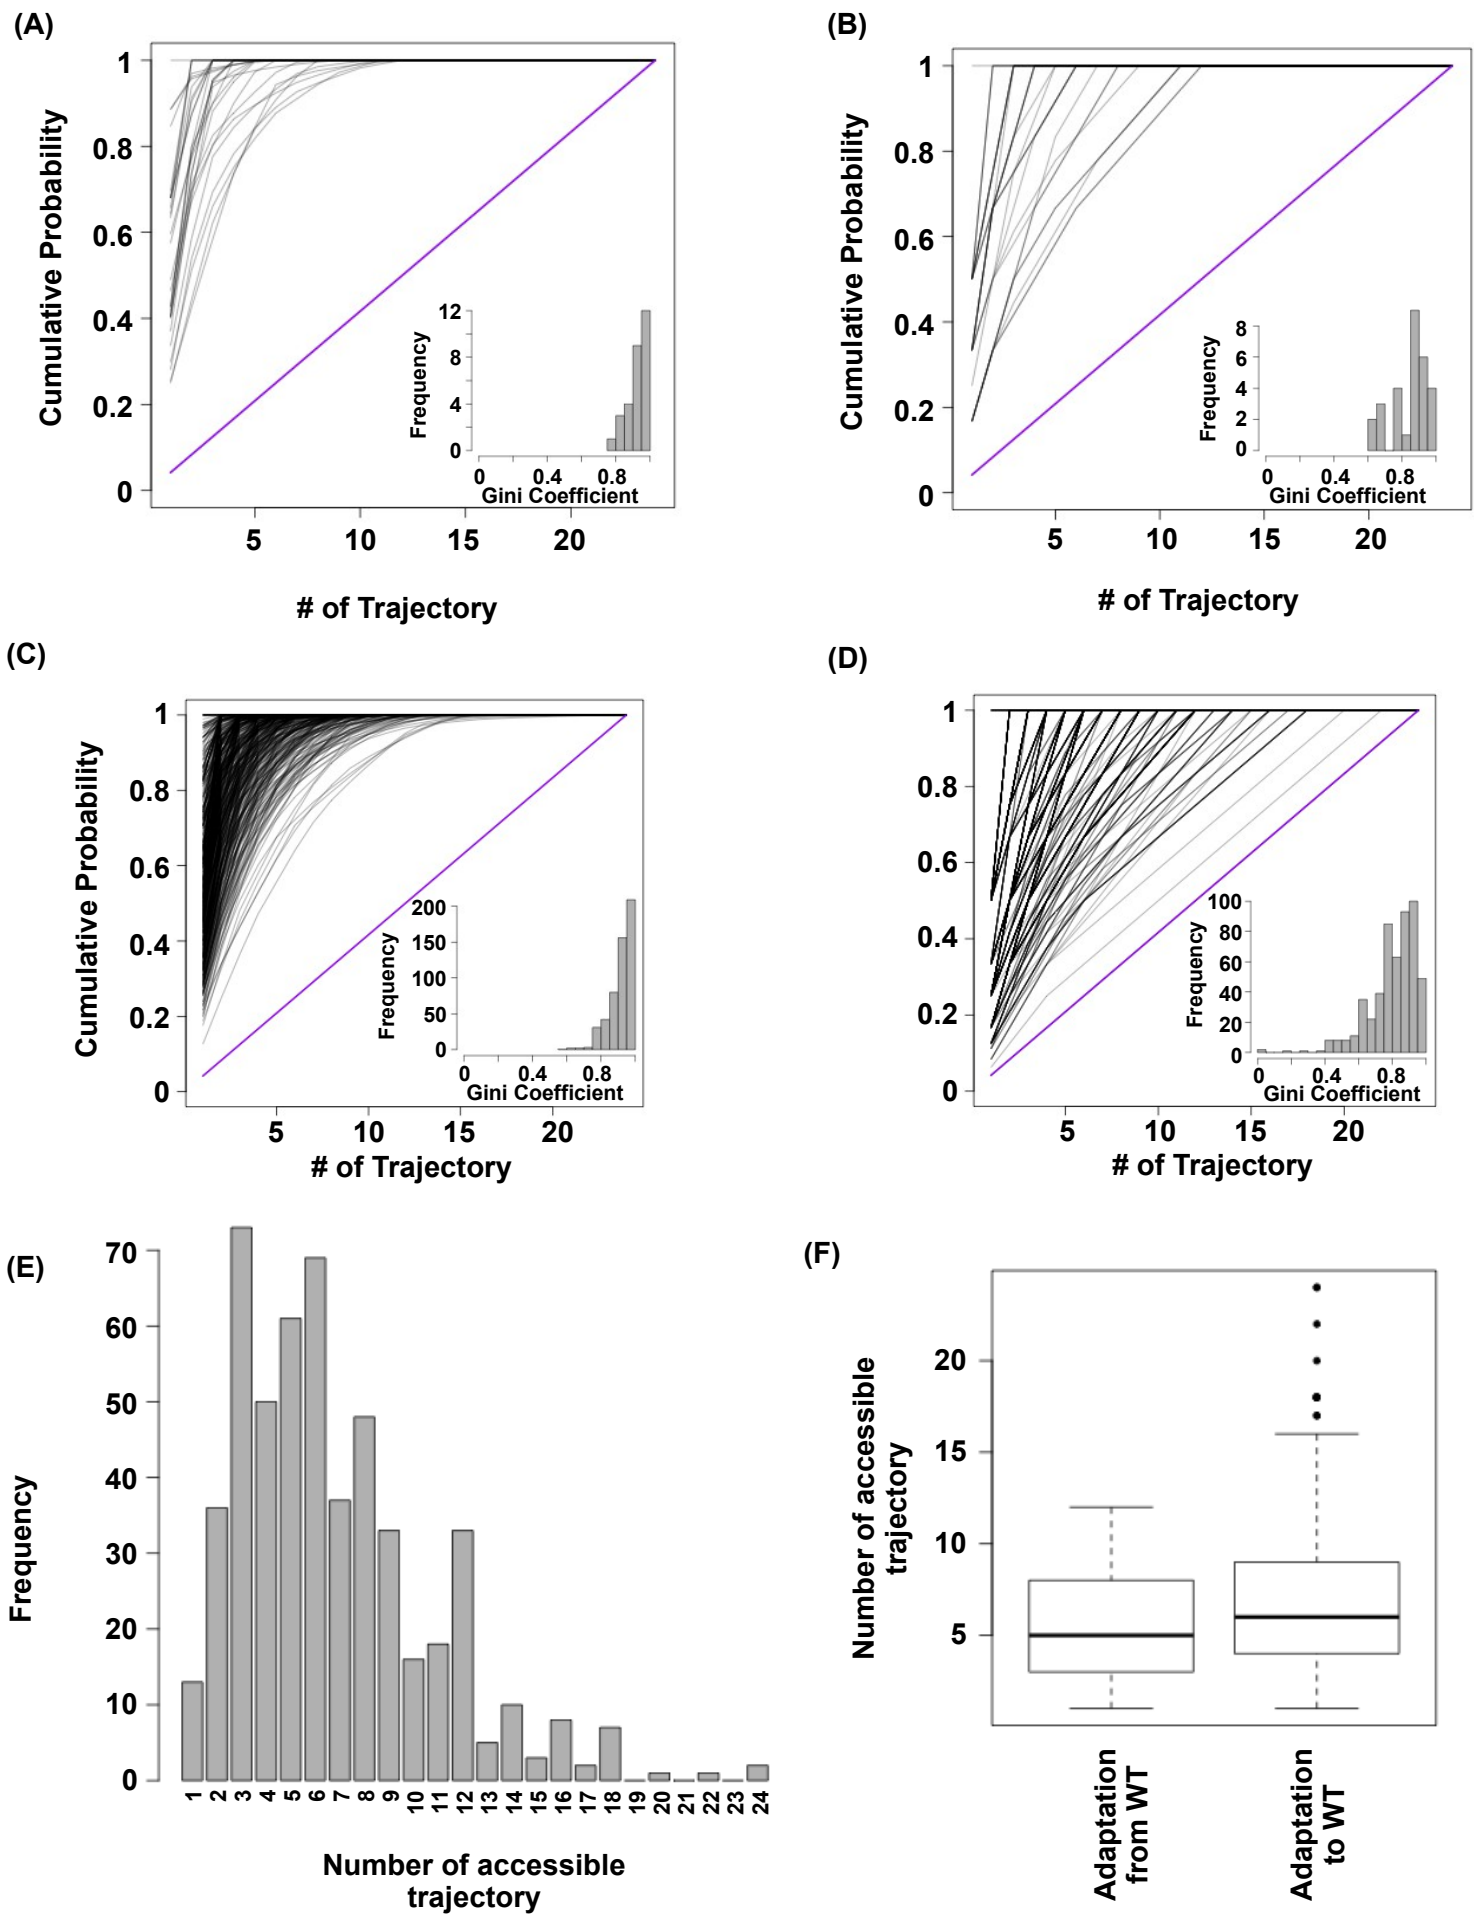 (A)
1
0.8
0.6
0.4
0.2
0
Cumulative Probability
5 10 15 20
# of Trajectory
12
8
4
0
Frequency
0 0.4 0.8
Gini Coefficient
(B)
1
0.8
0.6
0.4
0.2
0
Cumulative Probability
5 10 15 20
# of Trajectory
8
6
4
2
0
Frequency
0 0.4 0.8
Gini Coefficient
(C)
1
0.8
0.6
0.4
0.2
0
Cumulative Probability
5 10 15 20
# of Trajectory
200
150
100
50
0
Frequency
0 0.4 0.8
Gini Coefficient
(D)
1
0.8
0.6
0.4
0.2
0
Cumulative Probability
5 10 15 20
# of Trajectory
100
80
60
40
20
0
Frequency
0 0.4 0.8
Gini Coefficient
(E)
70
60
50
40
30
20
10
0
Frequency
1 2 3 4 5 6 7 8 9 10 11 12 13 14 15 16 17 18 19 20 21 22 23 24
Number of accessible
trajectory
(F)
20
15
10
5
Number of accessible
trajectory
Adaptation
from WT
Adaptation
to WT